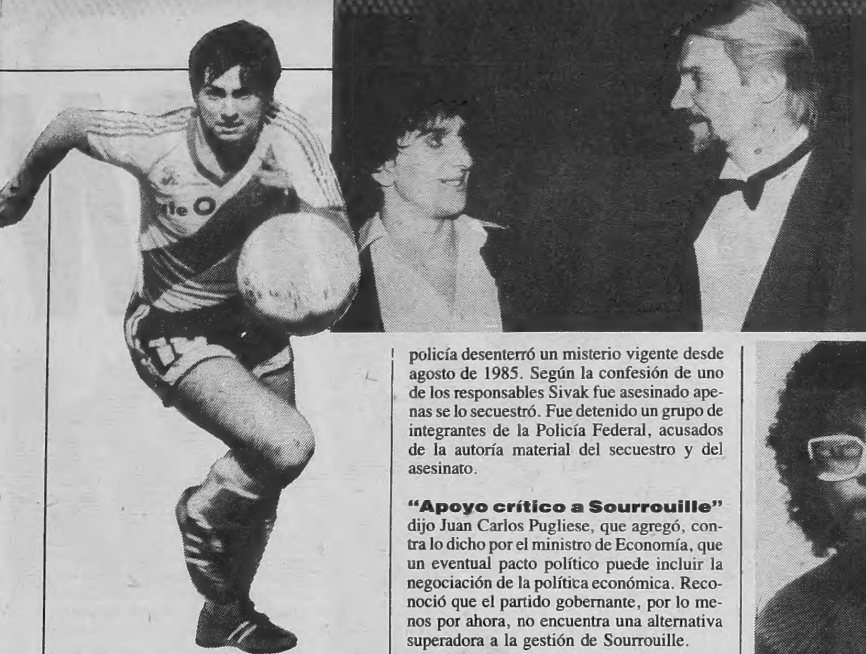 policía desenterró un misterio vigente desde
agosto de 1985. Según la confesión de uno
de los responsables Sivak fue asesinado ape-
nas se lo secuestró. Fue detenido un grupo de
integrantes de la Policía Federal, acusados
de la autoría material del secuestro y del
asesinato.
“Apoyo crítico a Sourrouille”
dijo Juan Carlos Pugliese, que agregó, con-
tra lo dicho por el ministro de Economía, que
un eventual pacto político puede incluir la
negociación de la política económica. Reco-
noció que el partido gobernante, por lo me-
nos por ahora, no encuentra una alternativa
superadora a la gestión de Sourrouille.